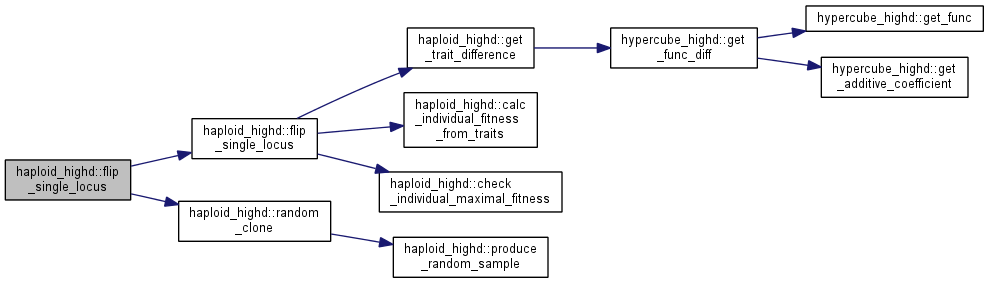 haploid_highd::flip
_single_locus
haploid_highd::flip
_single_locus
haploid_highd::get
_trait_difference
hypercube_highd::get
_func_diff
hypercube_highd::get_func
hypercube_highd::get
_additive_coefficient
haploid_highd::calc
_individual_fitness
_from_traits
haploid_highd::check
_individual_maximal_fitness
haploid_highd::random
_clone
haploid_highd::produce
_random_sample